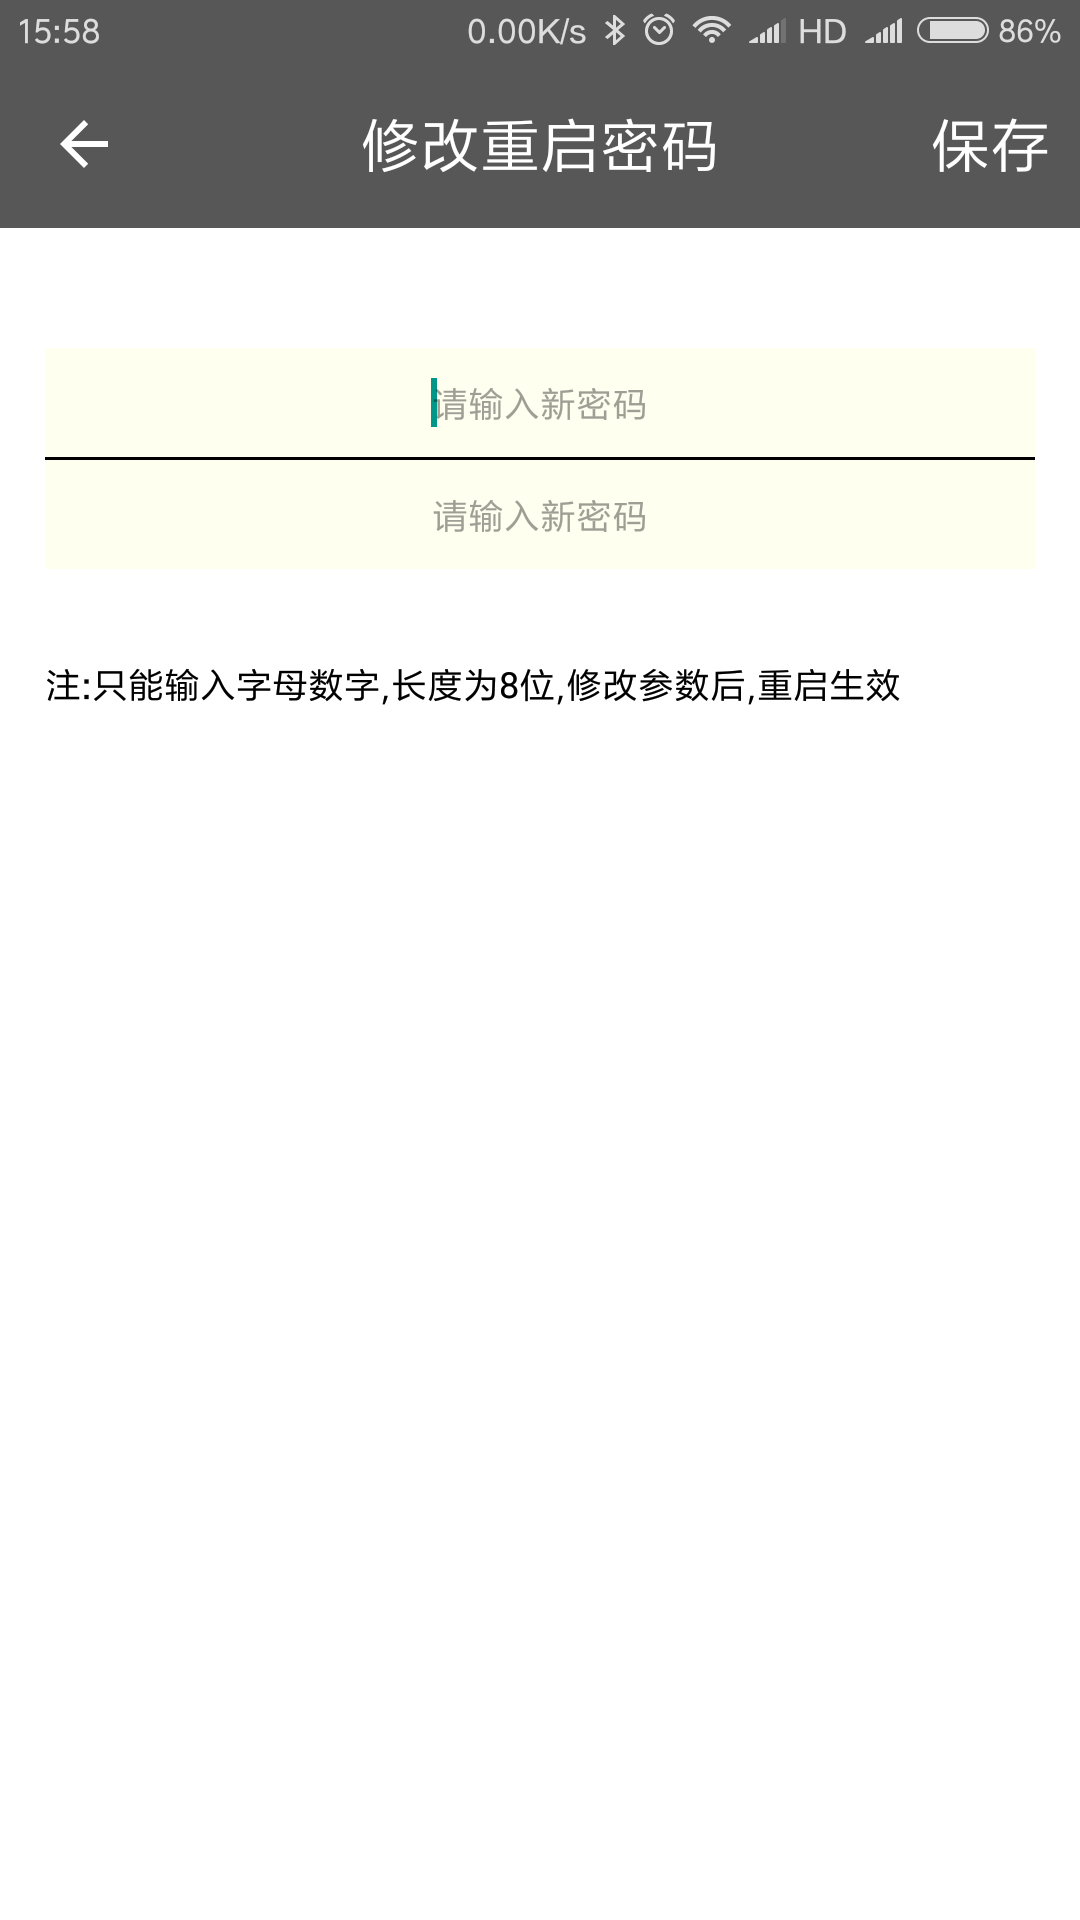 15:58 0.00K/s HD 86%
修改重启密码 保存
请输入新密码
请输入新密码
注:只能输入字母数字,长度为8位,修改参数后,重启生效